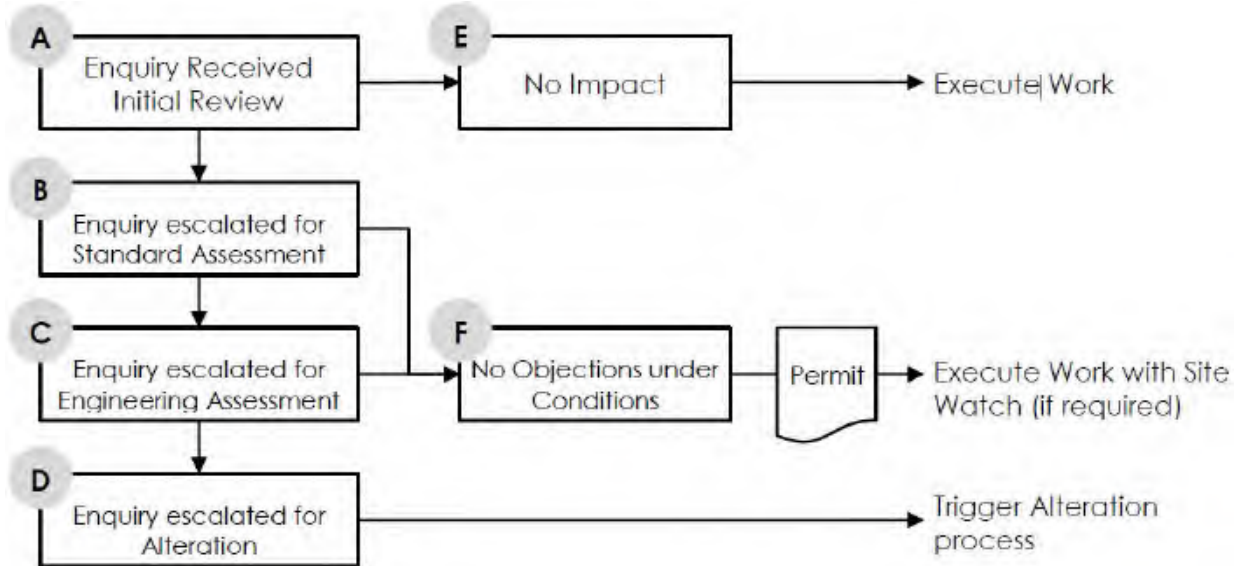 A
Enquiry Received
Initial Review
E
No Impact
Execute Work
B
Enquiry escalated for
Standard Assessment
C
Enquiry escalated for
Engineering Assessment
F
No Objections under
Conditions
Permit
Execute Work with Site
Watch (if required)
D
Enquiry escalated for
Alteration
Trigger Alteration
process